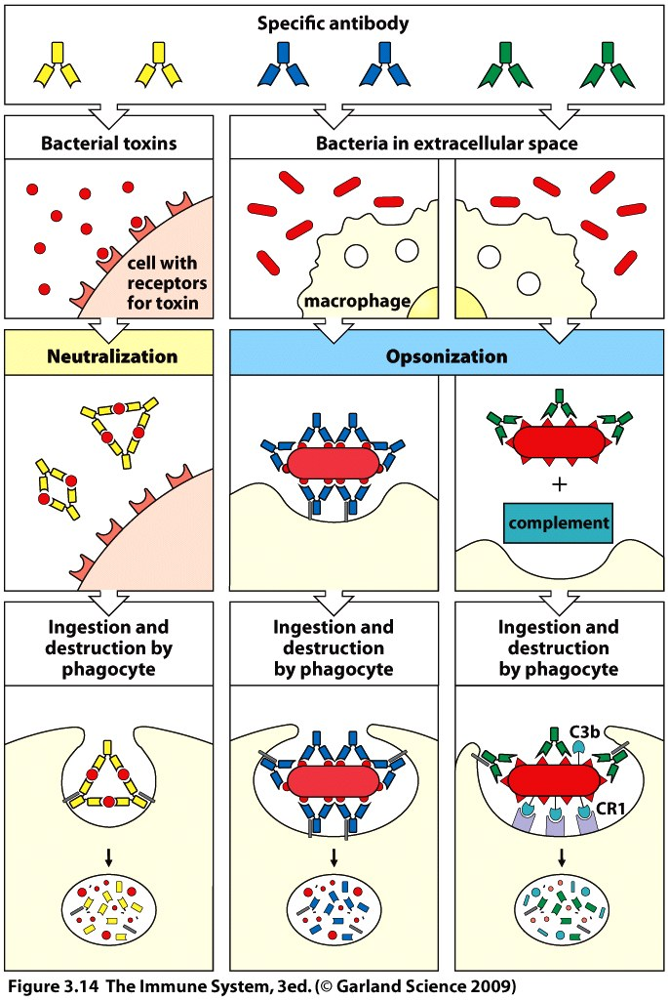 Specific antibody
Bacterial toxins
Bacteria in extracellular space
cell with
receptors
for toxin
macrophage
Neutralization
Opsonization
+
complement
Ingestion and
destruction by
phagocyte
Ingestion and
destruction
by phagocyte
Ingestion and
destruction
by phagocyte
C3b
CR1
Figure 3.14 The Immune System, 3ed. (© Garland Science 2009)